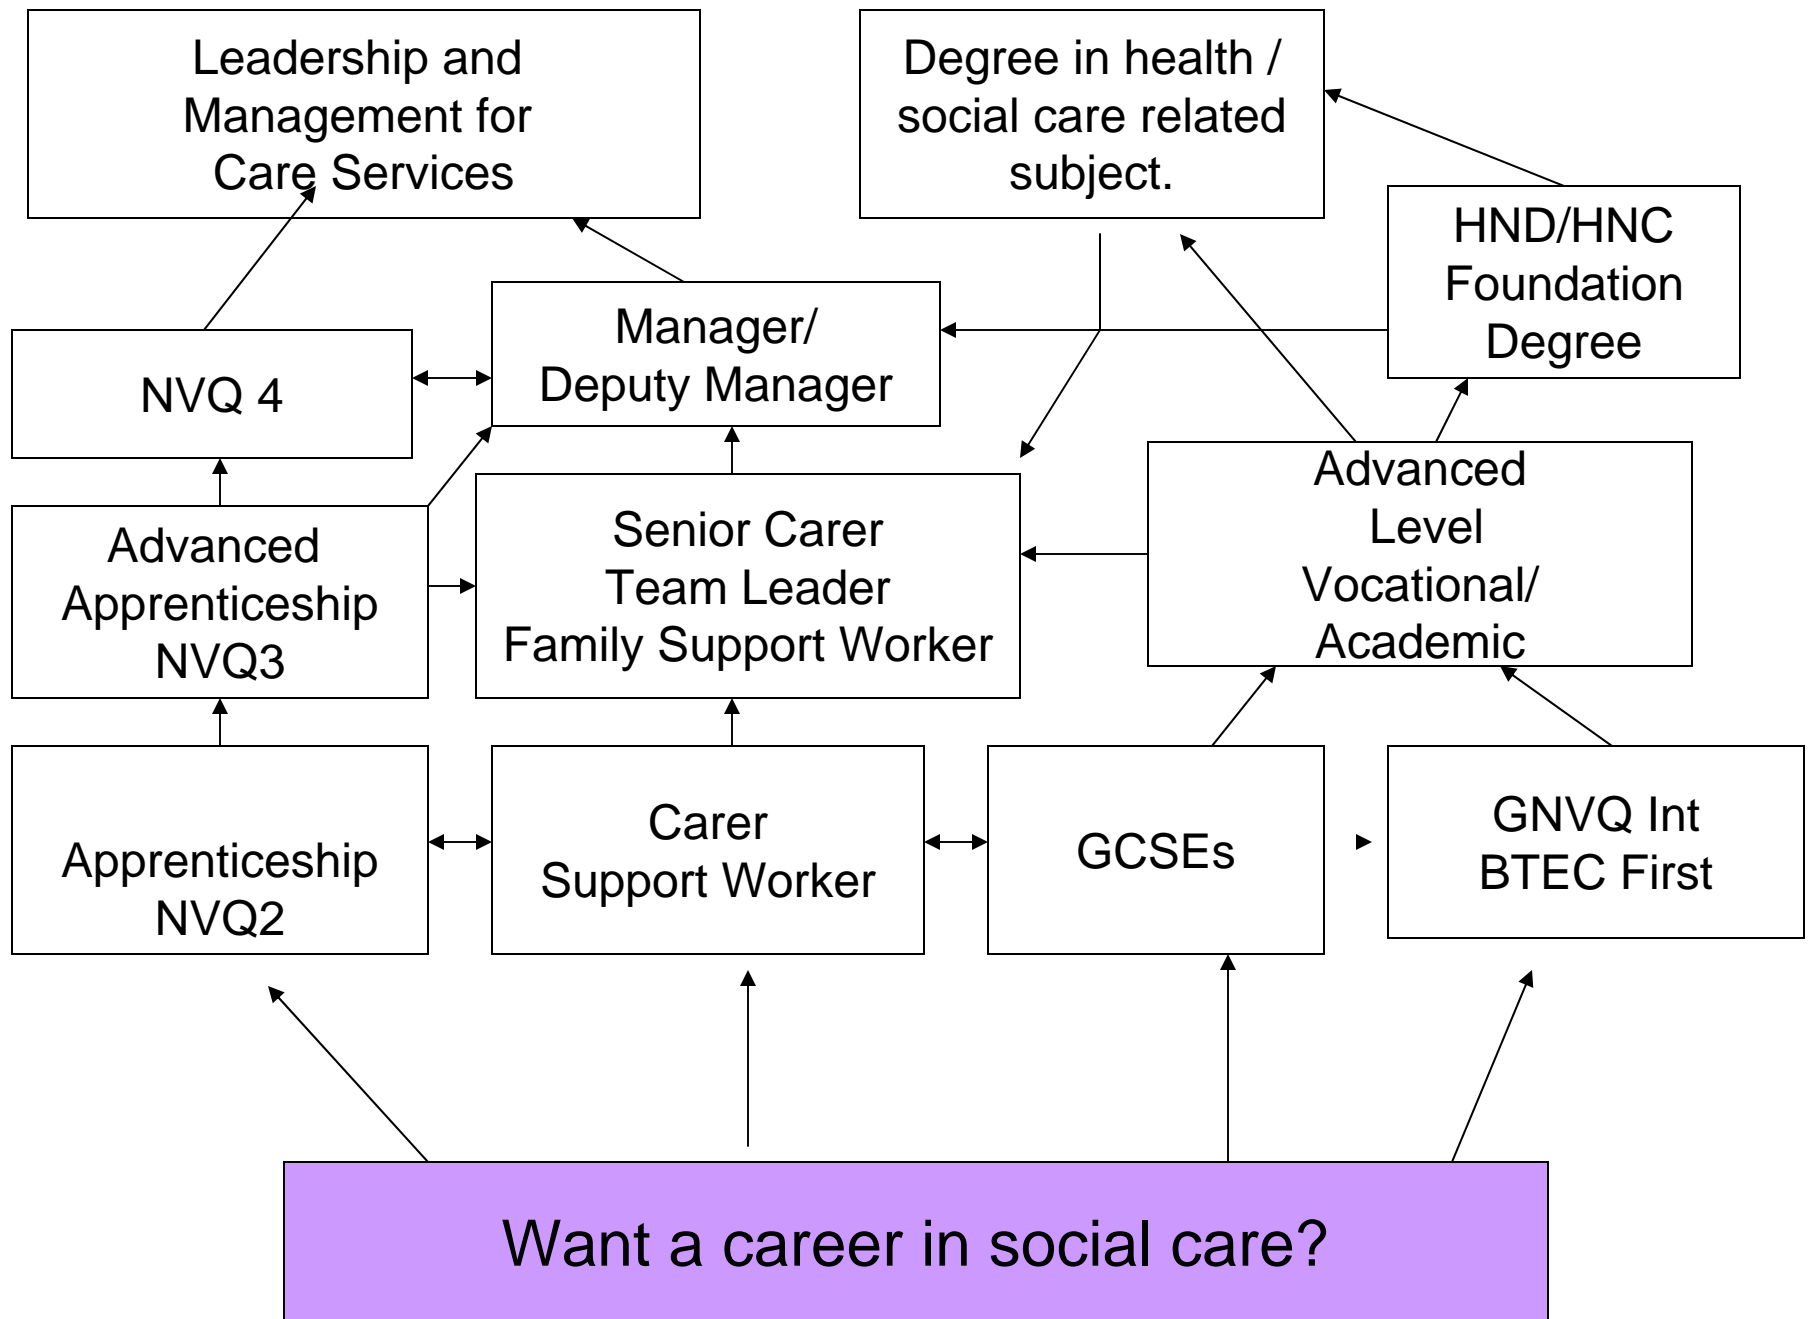 Leadership and
Management for
Care Services
Degree in health /
social care related
subject.
HND/HNC
Foundation
Degree
Manager/
Deputy Manager
NVQ 4
Advanced
Apprenticeship
NVQ3
Senior Carer
Team Leader
Family Support Worker
Advanced
Level
Vocational/
Academic
Apprenticeship
NVQ2
Carer
Support Worker
GCSEs
GNVQ Int
BTEC First
Want a career in social care?